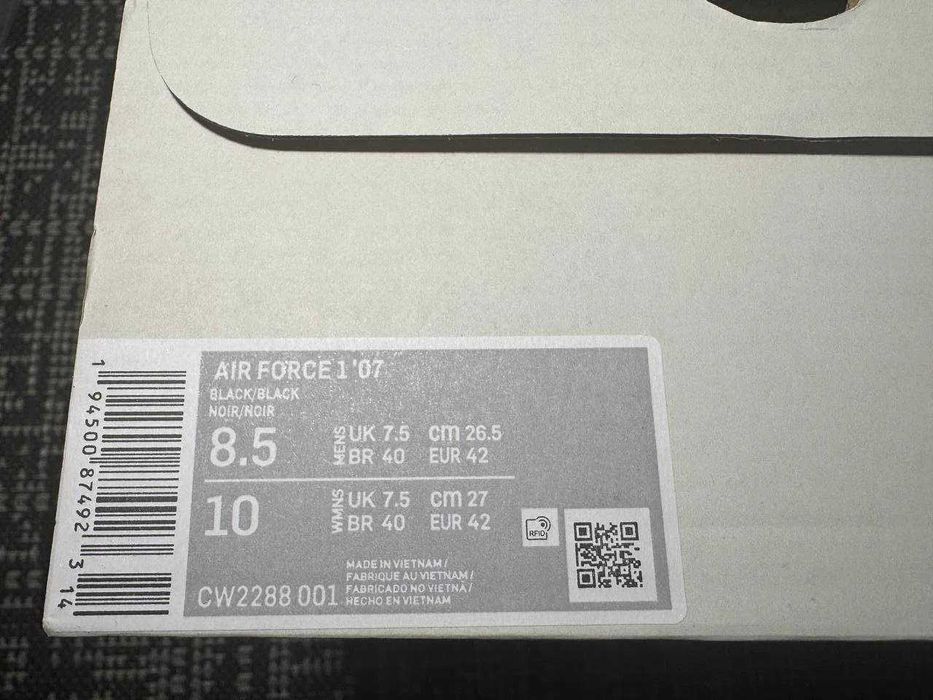 AIR FORCE 1 '07
BLACK/BLACK
NOIR/NOIR
8.5 MENS UK 7.5 cm 26.5
BR 40 EUR 42
10 WMNS UK 7.5 cm 27
BR 40 EUR 42
RFID
MADE IN VIETNAM /
FABRIQUE AU VIETNAM /
FABRICADO NO VIETNA /
HECHO EN VIETNAM
CW2288 001
1 94500 87492 3 14